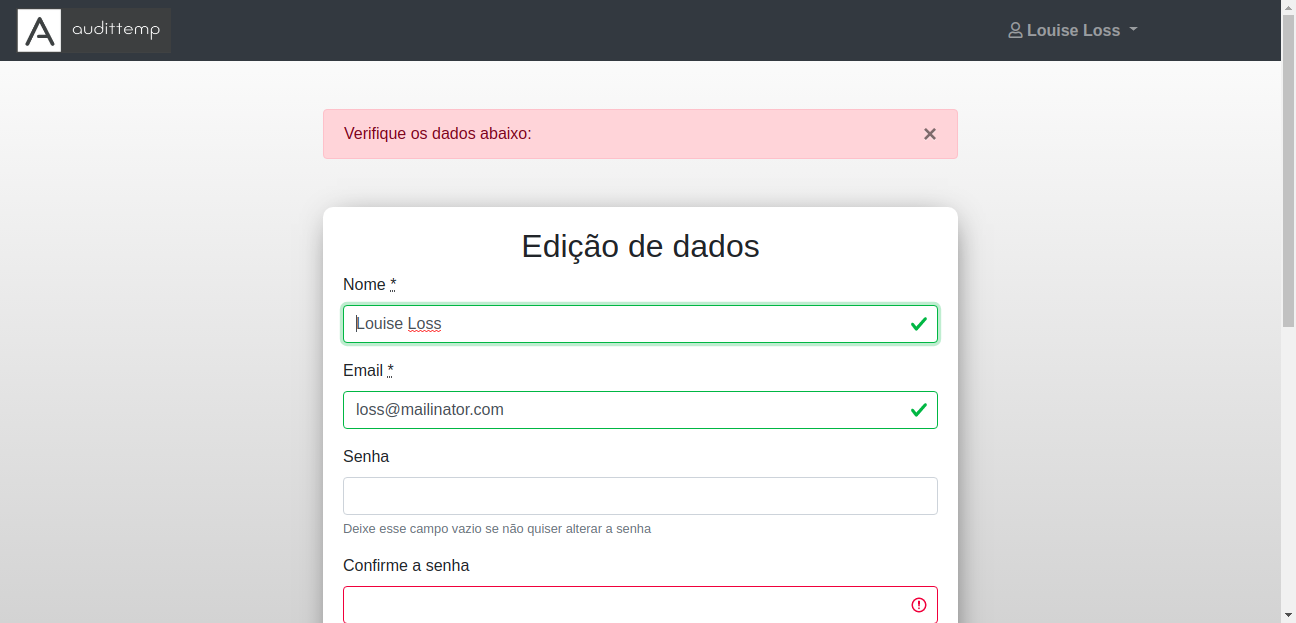 A audittemp
Louise Loss
Verifique os dados abaixo: ×
Edição de dados
Nome *
Louise Loss
Email *
loss@mailinator.com
Senha
Deixe esse campo vazio se não quiser alterar a senha
Confirme a senha